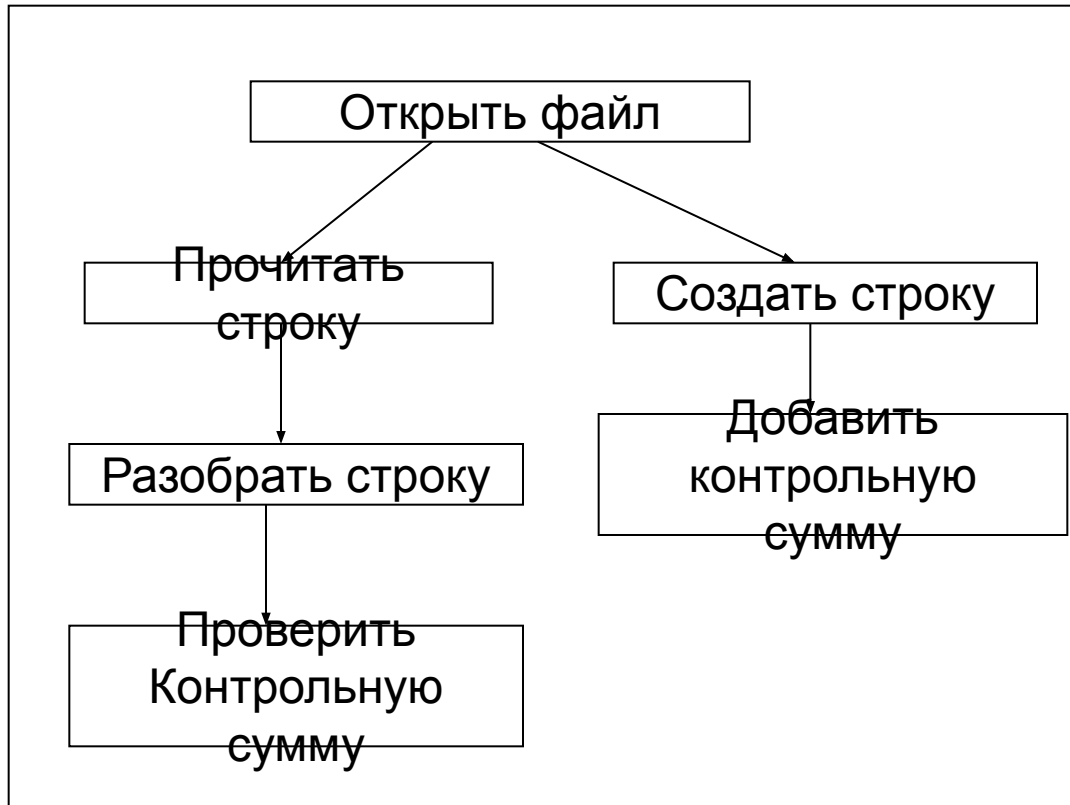 Открыть файл
Прочитать
строку
Создать строку
Разобрать строку
Добавить
контрольную
сумму
Проверить
Контрольную
сумму